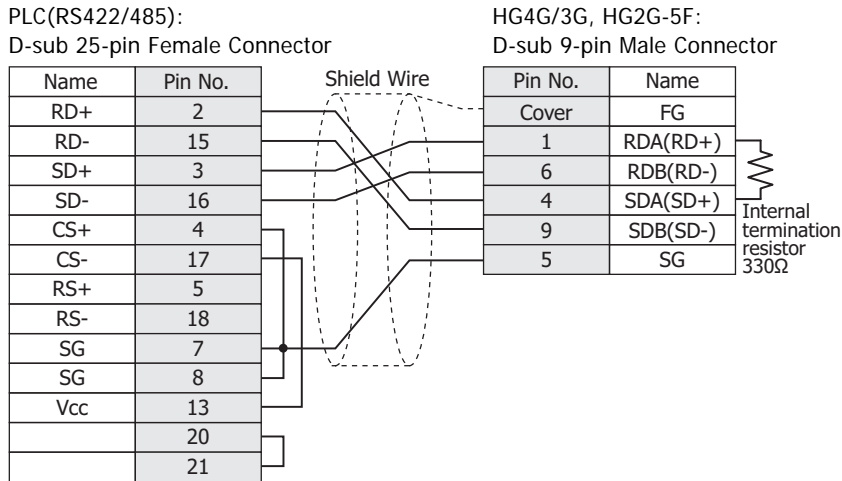 PLC(RS422/485):
D-sub 25-pin Female Connector
HG4G/3G, HG2G-5F:
D-sub 9-pin Male Connector
Shield Wire
Name Pin No.
RD+ 2
RD- 15
SD+ 3
SD- 16
CS+ 4
CS- 17
RS+ 5
RS- 18
SG 7
SG 8
Vcc 13
20
21
Pin No. Name
Cover FG
1 RDA(RD+)
6 RDB(RD-)
4 SDA(SD+)
9 SDB(SD-)
5 SG
Internal
termination
resistor
330Ω